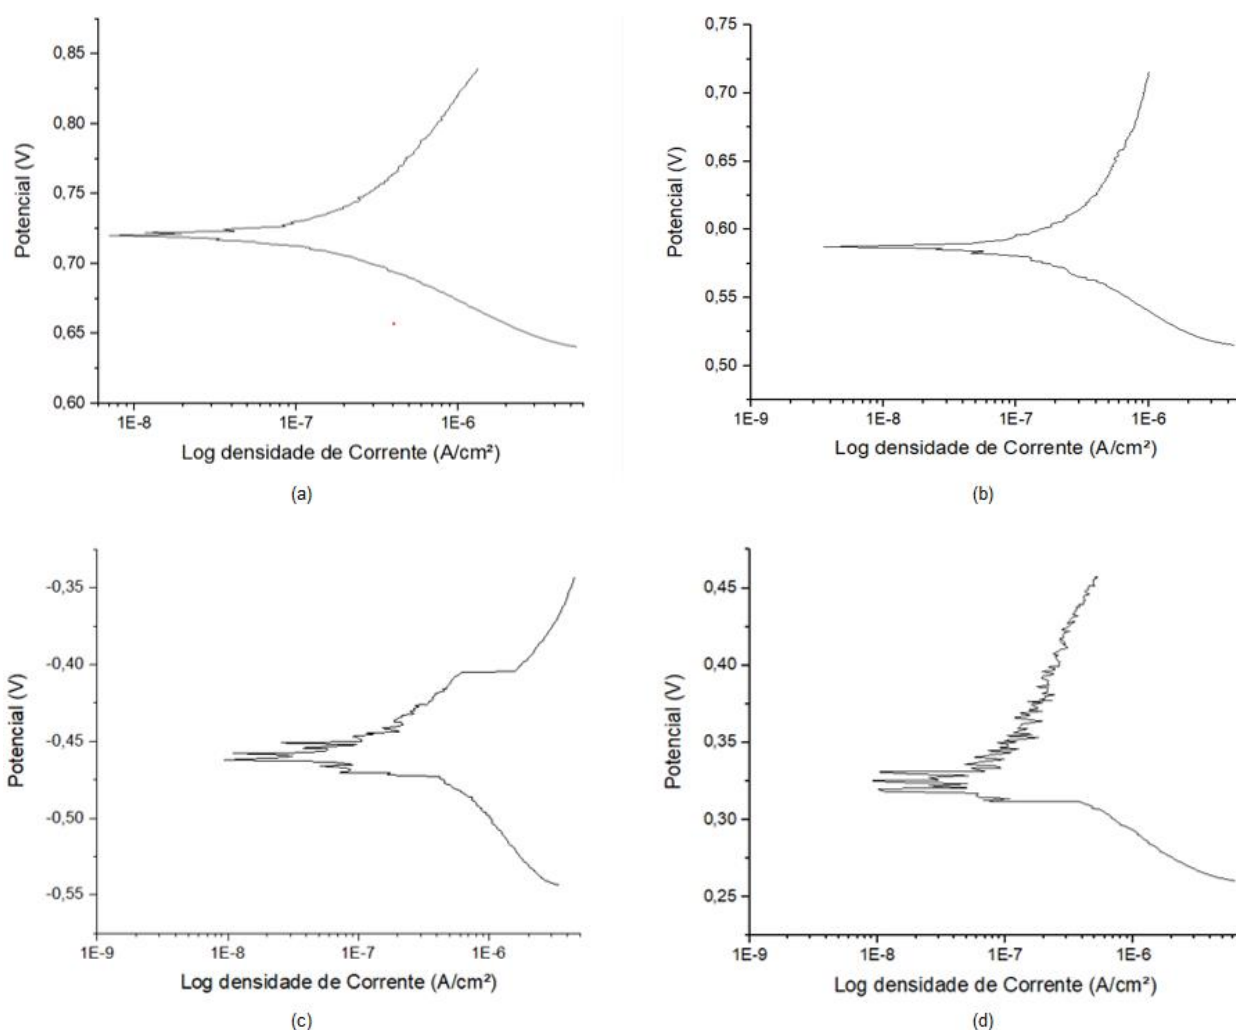 0,85
0,80
0,75
0,70
0,65
0,60
Potencial (V)
1E-8 1E-7 1E-6
Log densidade de Corrente (A/cm²)
(a)
0,75
0,70
0,65
0,60
0,55
0,50
Potencial (V)
1E-9 1E-8 1E-7 1E-6
Log densidade de Corrente (A/cm²)
(b)
-0,35
-0,40
-0,45
-0,50
-0,55
Potencial (V)
1E-9 1E-8 1E-7 1E-6
Log densidade de Corrente (A/cm²)
(c)
0,45
0,40
0,35
0,30
0,25
Potencial (V)
1E-9 1E-8 1E-7 1E-6
Log densidade de Corrente (A/cm²)
(d)